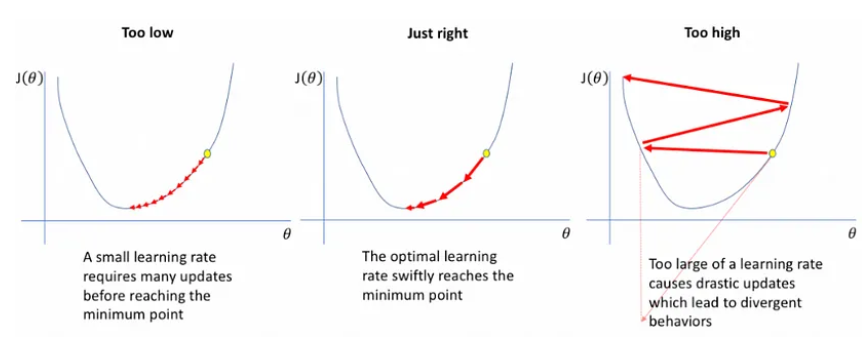 Too low
Just right
Too high
J(θ)
J(θ)
J(θ)
θ
θ
θ
A small learning rate
requires many updates
before reaching the
minimum point
The optimal learning
rate swiftly reaches the
minimum point
Too large of a learning rate
causes drastic updates
which lead to divergent
behaviors